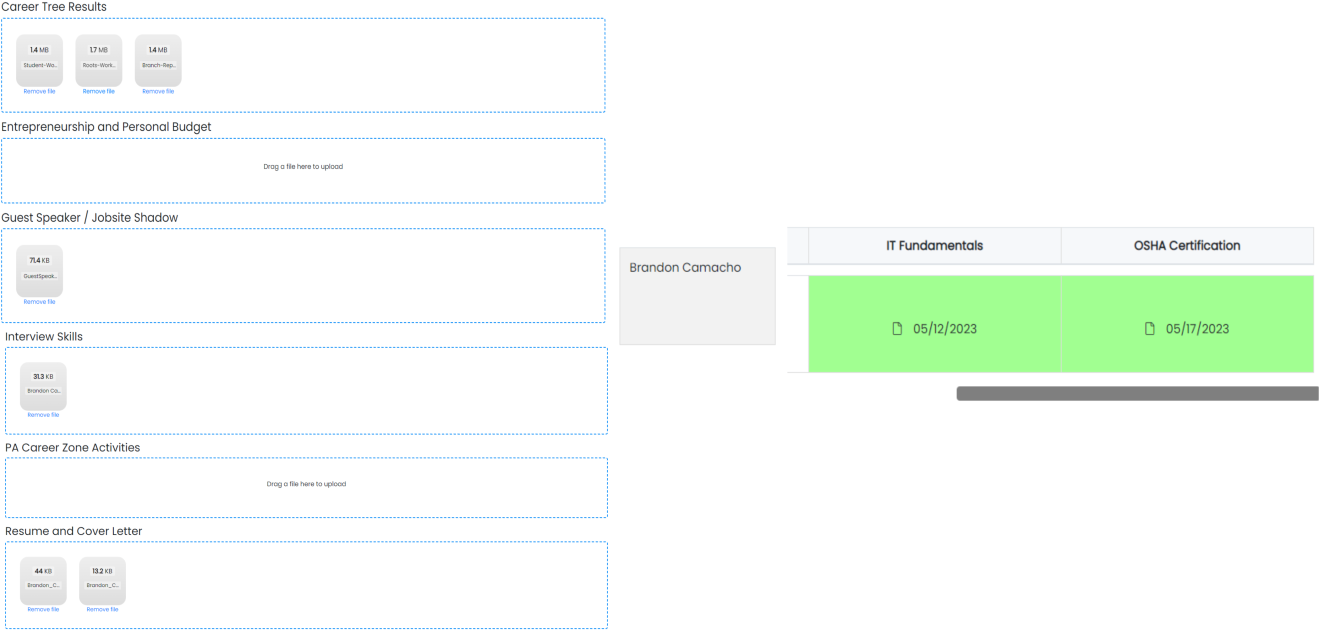 Career Tree Results
1.4 MB
1.7 MB
1.4 MB
Student-Wo..
Roots-Work..
Branch-Rep..
Remove file
Remove file
Remove file
Entrepreneurship and Personal Budget
Drag a file here to upload
Guest Speaker / Jobsite Shadow
71.4 KB
GuestSpeak..
Remove file
Interview Skills
31.3 KB
Brandon Ca..
Remove file
PA Career Zone Activities
Drag a file here to upload
Resume and Cover Letter
44 KB
13.2 KB
Brandon_C..
Brandon_C..
Remove file
Remove file
Brandon Camacho
IT Fundamentals
OSHA Certification
05/12/2023
05/17/2023